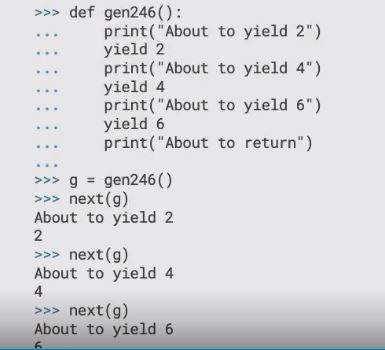 >>> def gen246():
...     print("About to yield 2")
...     yield 2
...     print("About to yield 4")
...     yield 4
...     print("About to yield 6")
...     yield 6
...     print("About to return")
...
>>> g = gen246()
>>> next(g)
About to yield 2
2
>>> next(g)
About to yield 4
4
>>> next(g)
About to yield 6
6